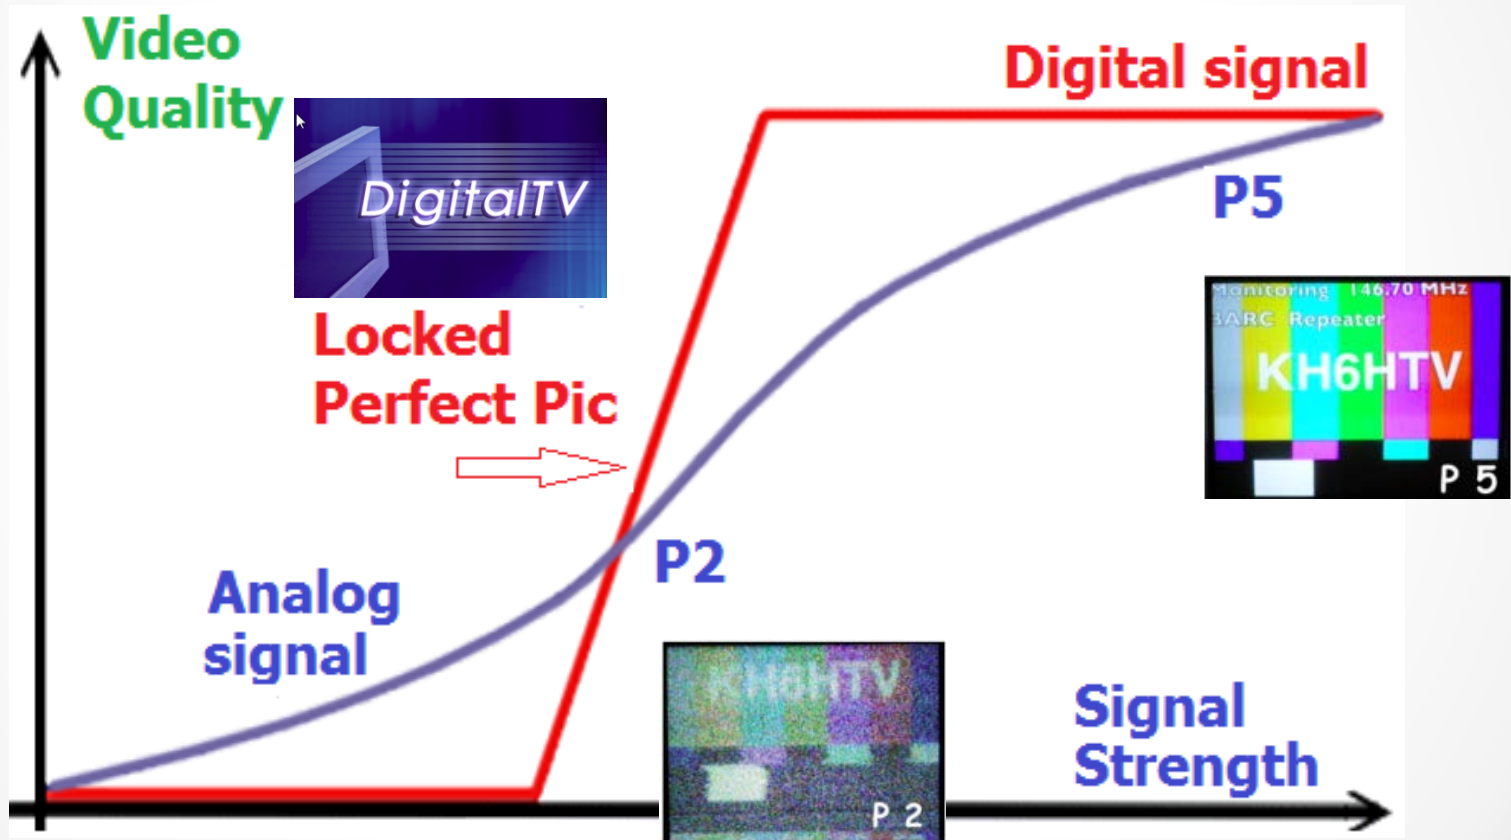 Video
Quality
Digital signal
DigitalTV
P5
Locked
Perfect Pic
Monitoring 146.70 MHz
BARC Repeater
KH6HTV
P 5
P2
Analog
signal
KH6HTV
P 2
Signal
Strength